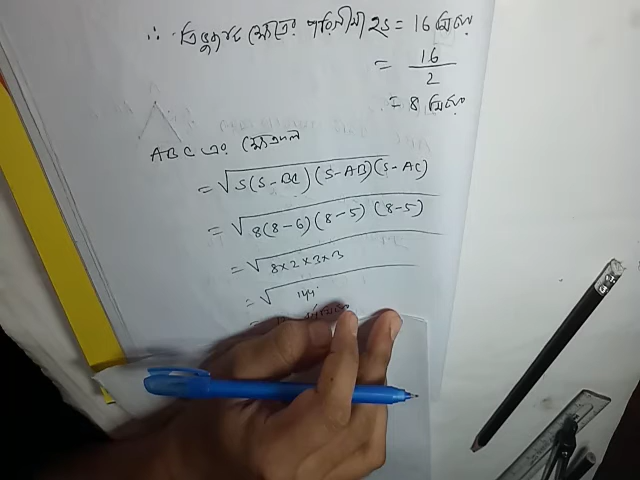 ∴ ত্রিভুজ ক্ষেত্রের পরিসীমা 2S = 16 মিটার
= 16/2
= 8 মিটার
ABC এর ক্ষেত্রফল
= √S(S-BC)(S-AB)(S-AC)
= √8(8-6)(8-5)(8-5)
= √8×2×3×3
= √144
=